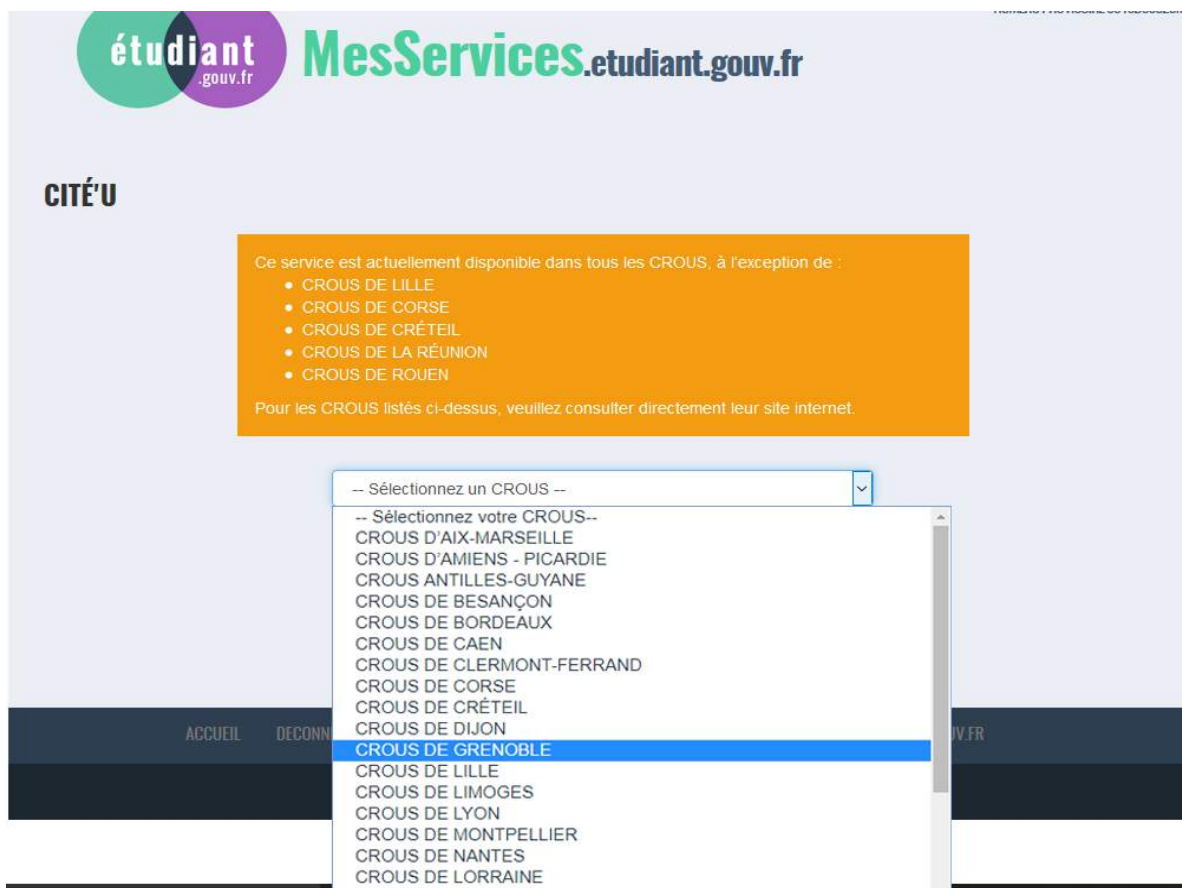 étudiant
.gouv.fr
MesServices.etudiant.gouv.fr
CITÉ'U
Ce service est actuellement disponible dans tous les CROUS, à l'exception de :
• CROUS DE LILLE
• CROUS DE CORSE
• CROUS DE CRÉTEIL
• CROUS DE LA RÉUNION
• CROUS DE ROUEN
Pour les CROUS listés ci-dessus, veuillez consulter directement leur site internet.
-- Sélectionnez un CROUS --
-- Sélectionnez votre CROUS--
CROUS D'AIX-MARSEILLE
CROUS D'AMIENS - PICARDIE
CROUS ANTILLES-GUYANE
CROUS DE BESANÇON
CROUS DE BORDEAUX
CROUS DE CAEN
CROUS DE CLERMONT-FERRAND
CROUS DE CORSE
CROUS DE CRÉTEIL
CROUS DE DIJON
ACCUEIL DECONN UV.FR
CROUS DE GRENOBLE
CROUS DE LILLE
CROUS DE LIMOGES
CROUS DE LYON
CROUS DE MONTPELLIER
CROUS DE NANTES
CROUS DE LORRAINE